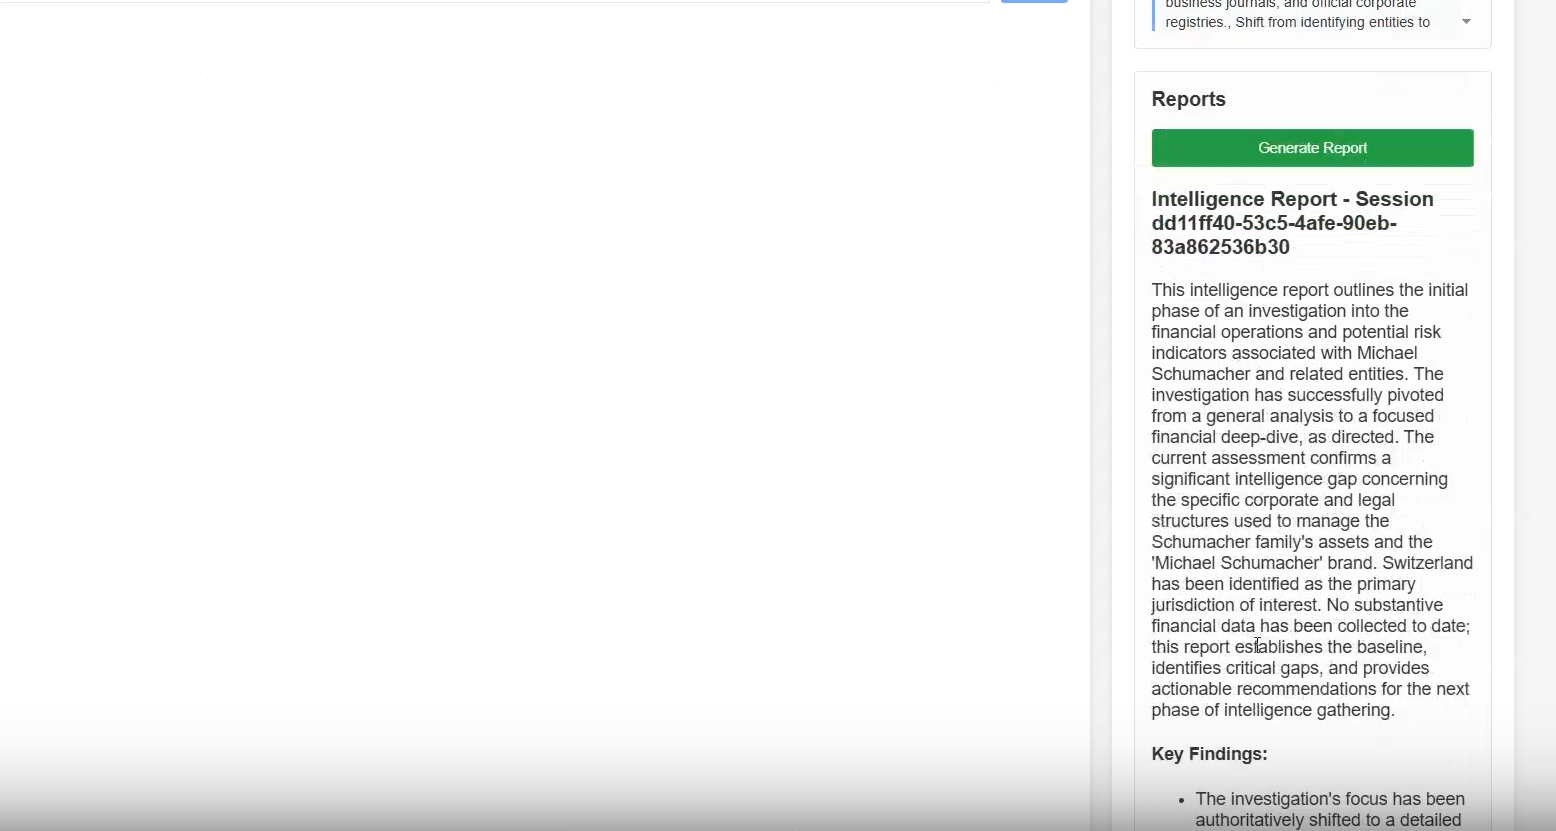 business journals, and official corporate
registries., Shift from identifying entities to
Reports
Generate Report
Intelligence Report - Session
dd11ff40-53c5-4afe-90eb-
83a862536b30
This intelligence report outlines the initial
phase of an investigation into the
financial operations and potential risk
indicators associated with Michael
Schumacher and related entities. The
investigation has successfully pivoted
from a general analysis to a focused
financial deep-dive, as directed. The
current assessment confirms a
significant intelligence gap concerning
the specific corporate and legal
structures used to manage the
Schumacher family's assets and the
'Michael Schumacher' brand. Switzerland
has been identified as the primary
jurisdiction of interest. No substantive
financial data has been collected to date;
this report establishes the baseline,
identifies critical gaps, and provides
actionable recommendations for the next
phase of intelligence gathering.
Key Findings:
• The investigation's focus has been
authoritatively shifted to a detailed